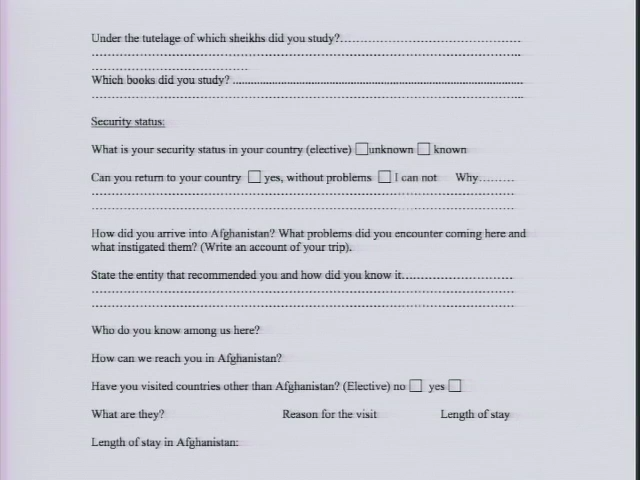 Under the tutelage of which sheikhs did you study?......................................................
................................................................................................................................
...............................................
Which books did you study? .......................................................................................
................................................................................................................................
Security status:
What is your security status in your country (elective) □unknown □ known
Can you return to your country □ yes, without problems □ I can not Why.........
................................................................................................................................
................................................................................................................................
How did you arrive into Afghanistan? What problems did you encounter coming here and
what instigated them? (Write an account of your trip).
State the entity that recommended you and how did you know it.................................
................................................................................................................................
................................................................................................................................
Who do you know among us here?
How can we reach you in Afghanistan?
Have you visited countries other than Afghanistan? (Elective) no □ yes □
What are they? Reason for the visit Length of stay
Length of stay in Afghanistan: